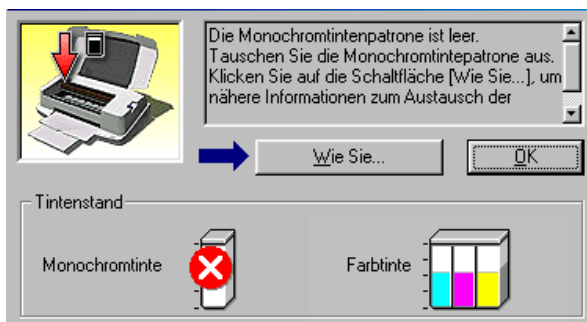 Die Monochromtintenpatrone ist leer.
Tauschen Sie die Monochromtintepatrone aus.
Klicken Sie auf die Schaltfläche [Wie Sie...], um
nähere Informationen zum Austausch der
Wie Sie...
OK
Tintenstand
Monochromtinte
Farbtinte